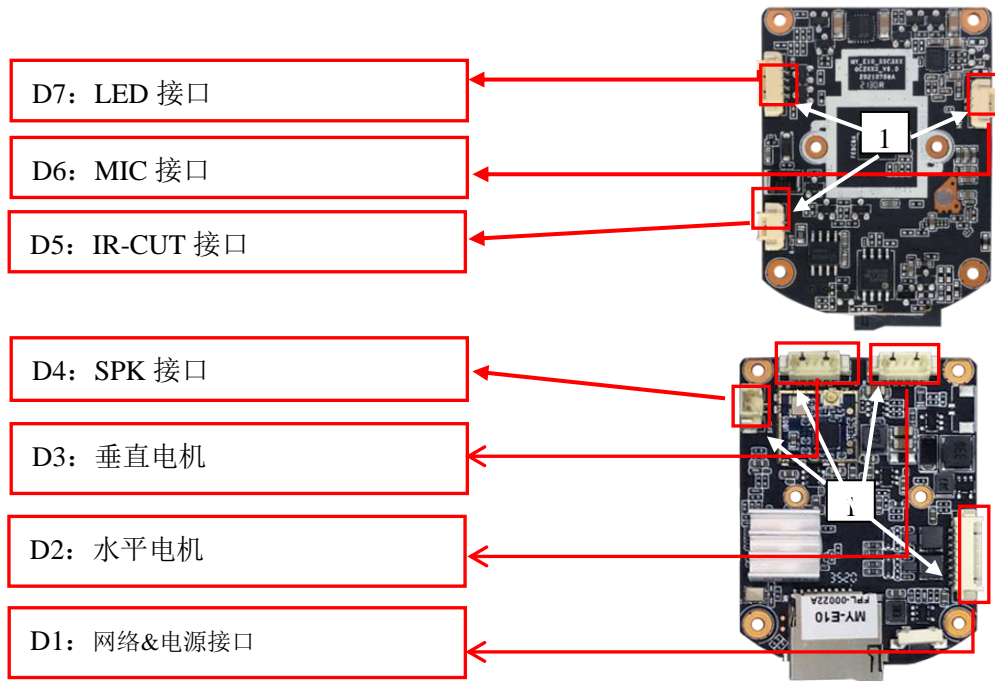 D7：LED 接口
D6：MIC 接口
D5：IR-CUT 接口
MY_E10_SSC3XX
1
D4：SPK 接口
D3：垂直电机
D2：水平电机
D1：网络&电源接口
1
0252
FPL-00022A
MY-E10